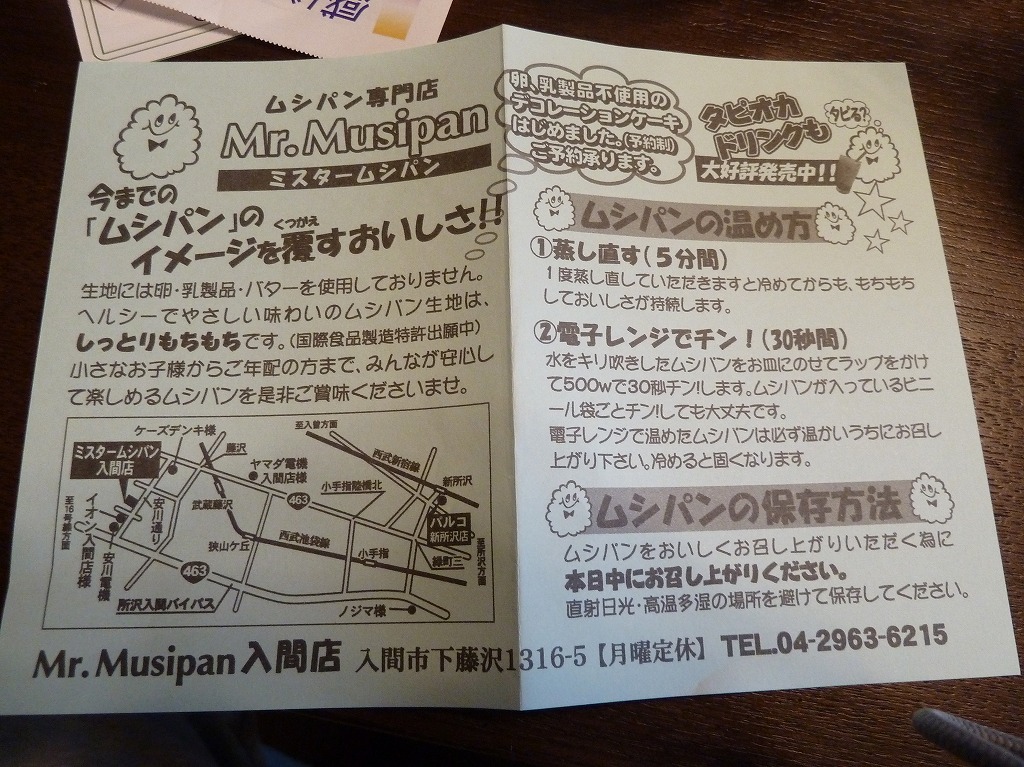 ムシパン専門店
Mr. Musipan
ミスタームシパン
今までの
「ムシパン」の
くつがえ
イメージを覆すおいしさ!!
生地には卵・乳製品・バターを使用しておりません。
ヘルシーでやさしい味わいのムシパン生地は、
しっとりもちもちです。(国際食品製造特許出願中)
小さなお子様からご年配の方まで、みんなが安心し
て楽しめるムシパンを是非ご賞味くださいませ。
ケーズデンキ様
至入曽方面
ミスタームシパン
入間店
藤沢
ヤマダ電機
入間店様
西武新宿線
新所沢
小手指陸橋北
463
武蔵藤沢
安川通り
至16号線方面
イオン入間店様
安川電機様
狭山ケ丘
西武池袋線
小手指
パルコ
新所沢店
緑町三
至所沢方面
463
所沢入間バイパス
ノジマ様
Mr. Musipan 入間店 入間市下藤沢1316-5【月曜定休】 TEL.04-2963-6215
卵、乳製品不使用の
デコレーションケーキ
はじめました。(予約制)
ご予約承ります。
タピオカ
ドリンクも
大好評発売中!!
タピる?
ムシパンの温め方
①蒸し直す(5分間)
1度蒸し直していただきますと冷めてからも、もちもち
しておいしさが持続します。
②電子レンジでチン!(30秒間)
水をキリ吹きしたムシパンをお皿にのせてラップをかけ
て500wで30秒チン!します。ムシパンが入っているビニ
ール袋ごとチン!しても大丈夫です。
電子レンジで温めたムシパンは必ず温かいうちにお召し
上がり下さい。冷めると固くなります。
ムシパンの保存方法
ムシパンをおいしくお召し上がりいただく為に
本日中にお召し上がりください。
直射日光・高温多湿の場所を避けて保存してください。